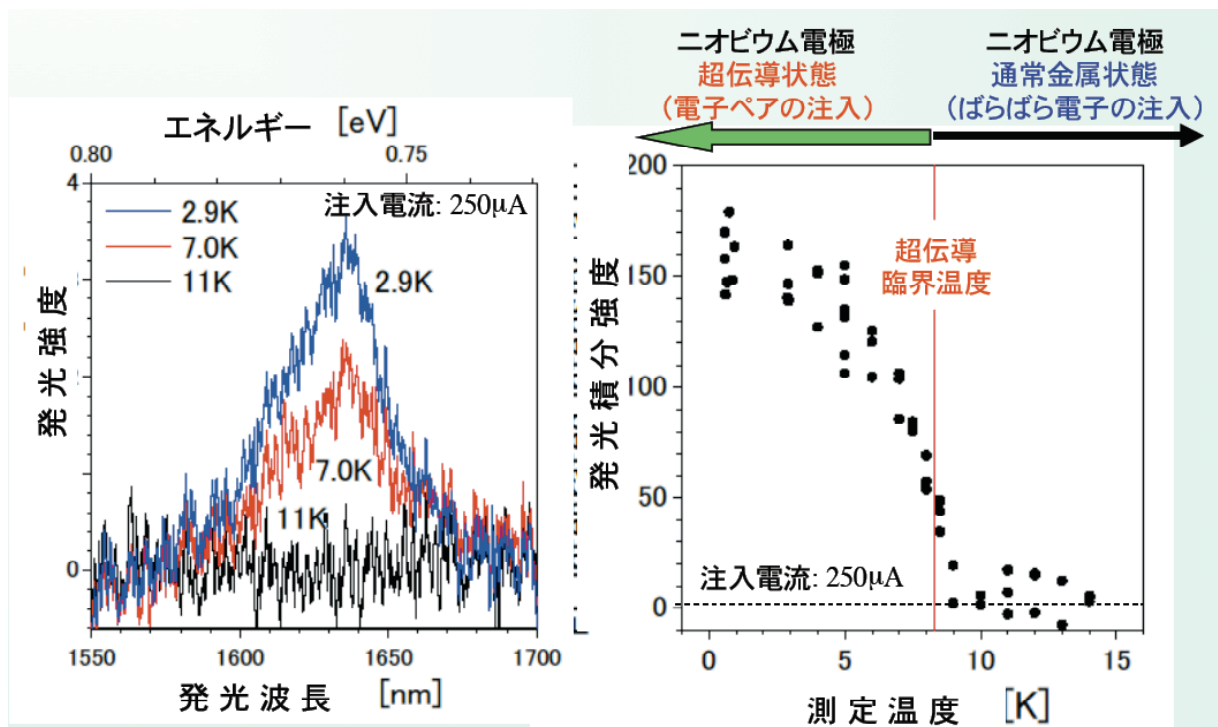 ニオビウム電極
超伝導状態
（電子ペアの注入）
ニオビウム電極
通常金属状態
（ばらばら電子の注入）
エネルギー [eV]
0.80
0.75
4
0
注入電流: 250μA
2.9K
7.0K
11K
2.9K
7.0K
11K
発光強度
1550
1600
1650
1700
発光波長 [nm]
200
150
100
50
0
超伝導
臨界温度
注入電流: 250μA
発光積分強度
0
5
10
15
測定温度 [K]